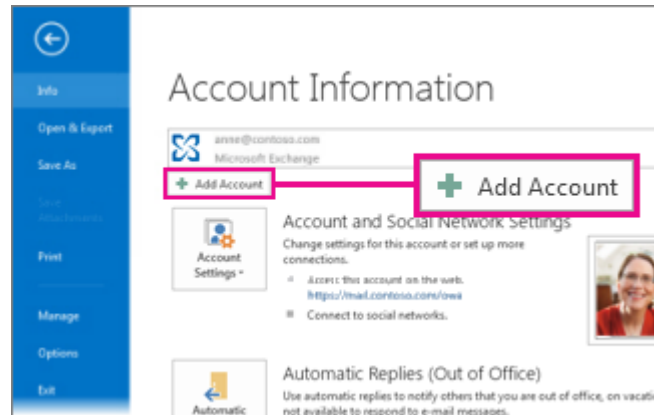 Account Information
Info
Open & Export
Save As
Save
Attachments
Print
Manage
Options
Exit
anne@contoso.com
Microsoft Exchange
Add Account
Add Account
Account
Settings
Account and Social Network Settings
Change settings for this account or set up more
connections.
Access this account on the web.
https://mail.contoso.com/owa
Connect to social networks.
Automatic
Automatic Replies (Out of Office)
Use automatic replies to notify others that you are out of office, on vacati
not available to respond to e-mail messages.